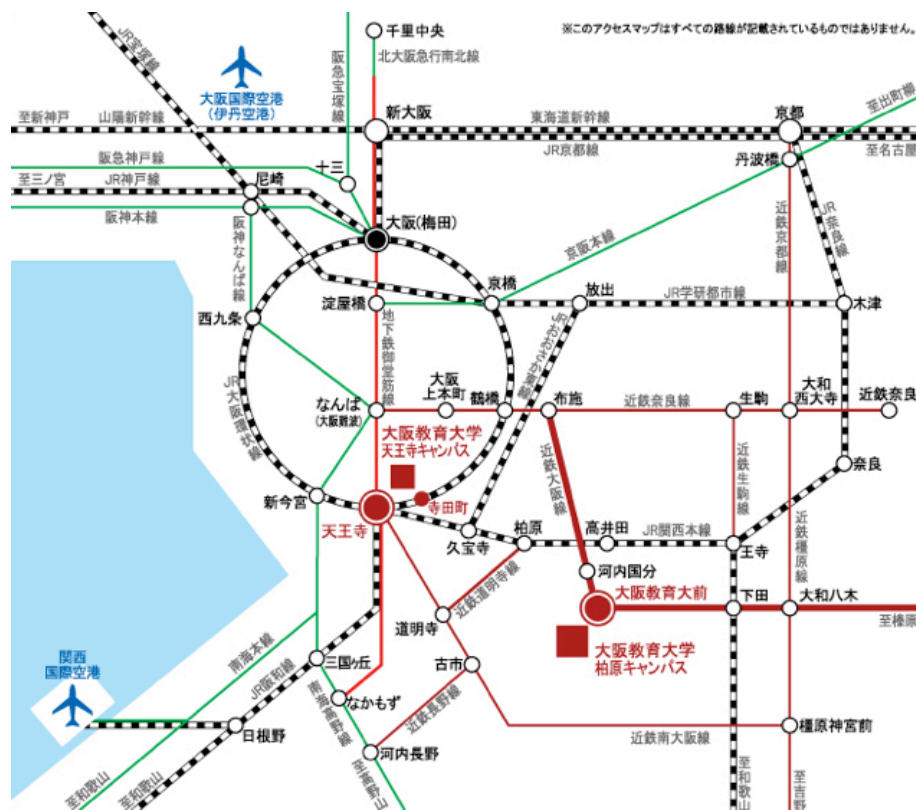 ※このアクセスマップはすべての路線が記載されているものではありません。
千里中央
北大阪急行南北線
JR宝塚線
阪急宝塚線
大阪国際空港
(伊丹空港)
新大阪
京都
至出町柳
至新神戸
山陽新幹線
東海道新幹線
JR京都線
至名古屋
丹波橋
阪急神戸線
十三
至三ノ宮
JR神戸線
尼崎
阪神本線
大阪(梅田)
阪神なんば線
京阪本線
近鉄京都線
JR奈良線
西九条
淀屋橋
京橋
放出
JR学研都市線
木津
地下鉄御堂筋線
JRおおさか東線
JR大阪環状線
なんば
(大阪難波)
大阪
上本町
鶴橋
布施
近鉄奈良線
生駒
大和
西大寺
近鉄奈良
大阪教育大学
天王寺キャンパス
近鉄大阪線
近鉄生駒線
奈良
新今宮
天王寺
寺田町
久宝寺
柏原
高井田
JR関西本線
王寺
近鉄橿原線
河内国分
近鉄道明寺線
道明寺
大阪教育大前
下田
大和八木
至榛原
大阪教育大学
柏原キャンパス
関西
国際空港
南海本線
JR阪和線
三国ヶ丘
古市
なかもず
近鉄長野線
南海高野線
日根野
河内長野
近鉄南大阪線
橿原神宮前
至和歌山
至和歌山
至高野山
至和歌山
至吉野